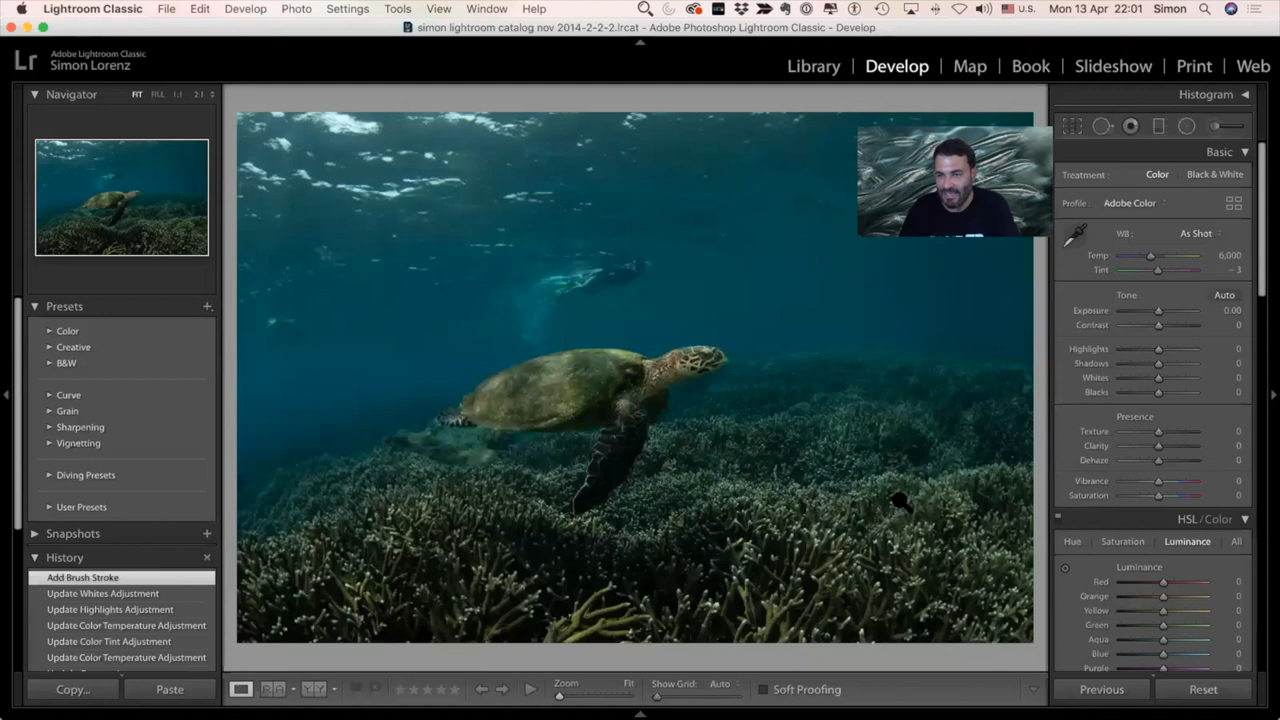 Lightroom Classic File Edit Develop Photo Settings Tools View Window Help U.S. Mon 13 Apr 22:01 Simon
simon lightroom catalog nov 2014-2-2-2.lrcat - Adobe Photoshop Lightroom Classic - Develop
Lr Adobe Lightroom Classic
Simon Lorenz
Library | Develop | Map | Book | Slideshow | Print | Web
Navigator FIT FILL 1:1 2:1
Presets +
Color
Creative
B&W
Curve
Grain
Sharpening
Vignetting
Diving Presets
User Presets
Snapshots +
History ×
Add Brush Stroke
Update Whites Adjustment
Update Highlights Adjustment
Update Color Temperature Adjustment
Update Color Tint Adjustment
Update Color Temperature Adjustment
Copy... Paste
Zoom Fit Show Grid: Auto Soft Proofing
Histogram
Basic
Treatment: Color Black & White
Profile: Adobe Color
WB: As Shot
Temp 6,000
Tint - 3
Tone Auto
Exposure 0.00
Contrast 0
Highlights 0
Shadows 0
Whites 0
Blacks 0
Presence
Texture 0
Clarity 0
Dehaze 0
Vibrance 0
Saturation 0
HSL / Color
Hue Saturation Luminance All
Luminance
Red 0
Orange 0
Yellow 0
Green 0
Aqua 0
Blue 0
Purple 0
Previous Reset